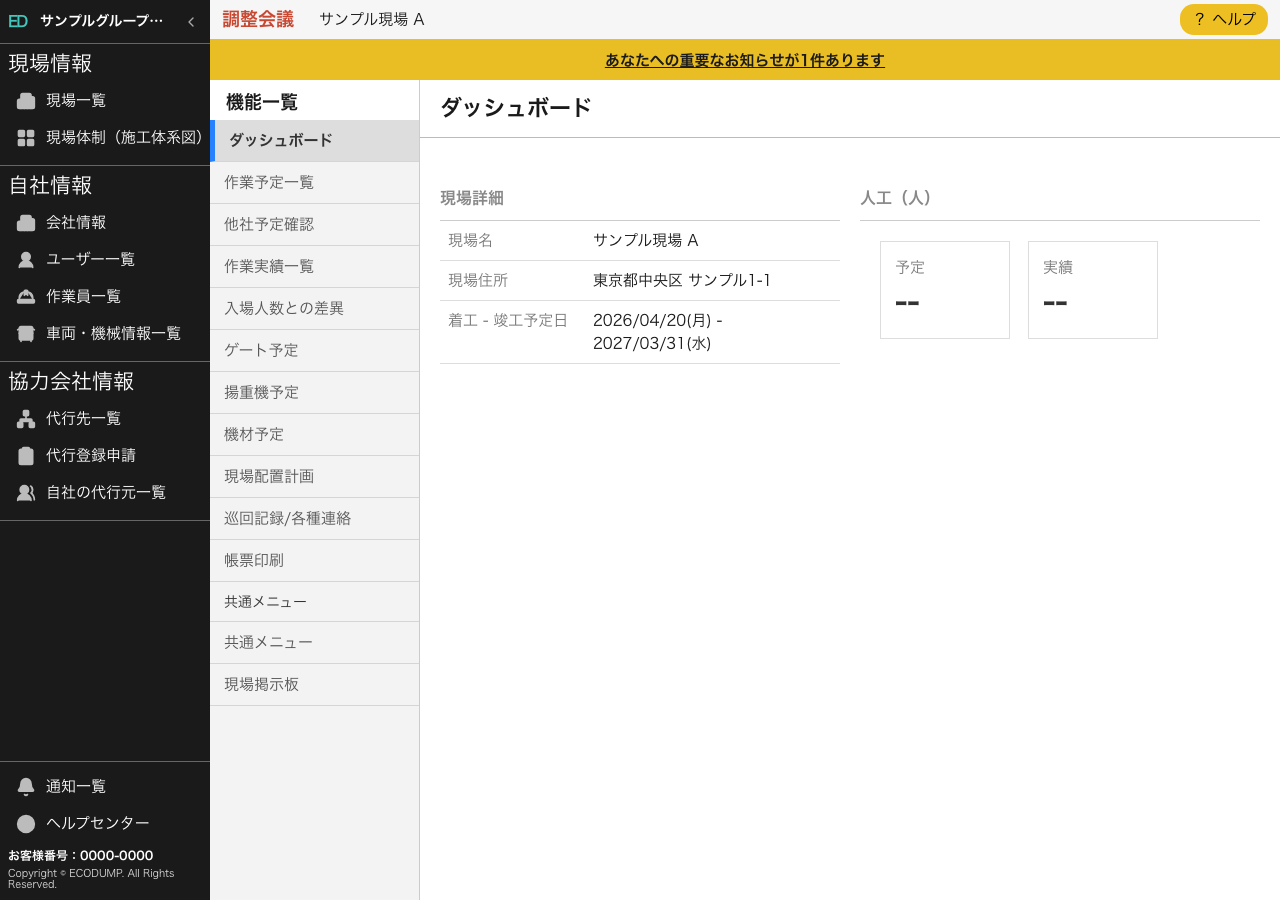 ED サンプルグループ…
現場情報
現場一覧
現場体制（施工体系図）
自社情報
会社情報
ユーザー一覧
作業員一覧
車両・機械情報一覧
協力会社情報
代行先一覧
代行登録申請
自社の代行元一覧
通知一覧
ヘルプセンター
お客様番号：0000-0000
Copyright © ECODUMP. All Rights
Reserved.
調整会議 サンプル現場 A
？ ヘルプ
あなたへの重要なお知らせが1件あります
機能一覧
ダッシュボード
作業予定一覧
他社予定確認
作業実績一覧
入場人数との差異
ゲート予定
揚重機予定
機材予定
現場配置計画
巡回記録/各種連絡
帳票印刷
共通メニュー
共通メニュー
現場掲示板
ダッシュボード
現場詳細
現場名 サンプル現場 A
現場住所 東京都中央区 サンプル1-1
着工 - 竣工予定日 2026/04/20(月) -
2027/03/31(水)
人工（人）
予定
--
実績
--